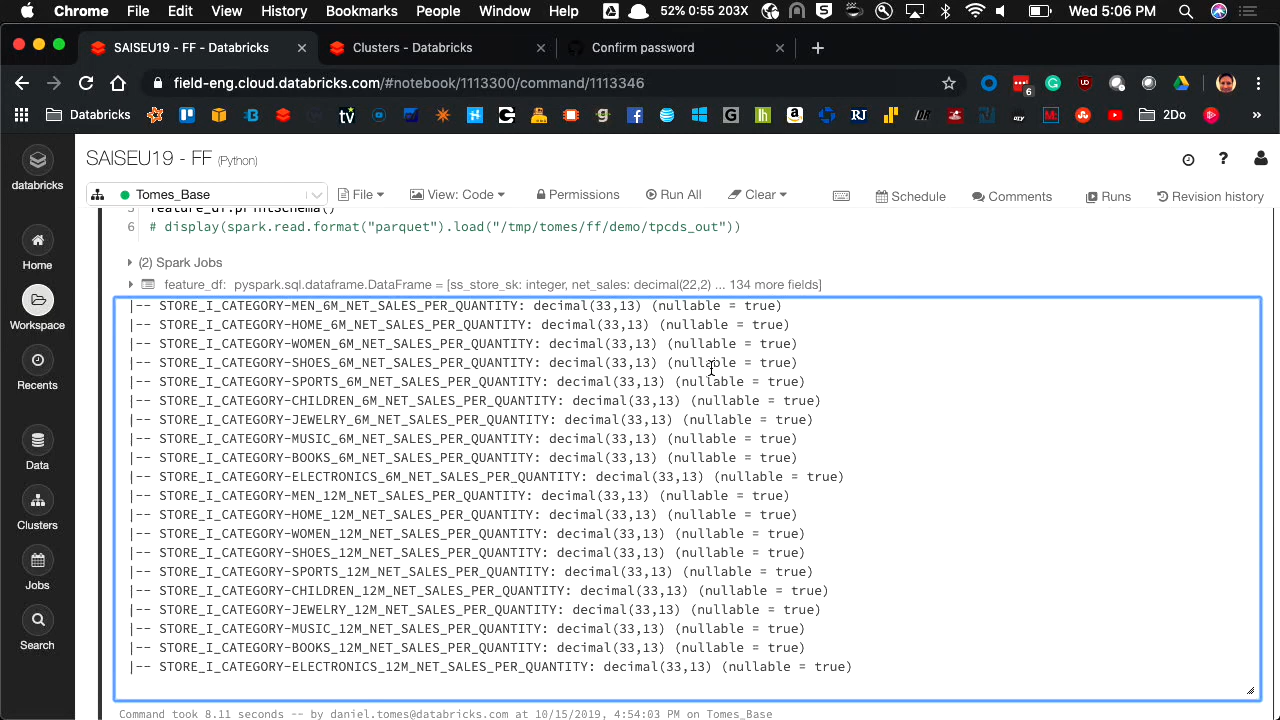 Chrome File Edit View History Bookmarks People Window Help 52% 0:55 203X Wed 5:06 PM
SAISEU19 - FF - Databricks Clusters - Databricks Confirm password
field-eng.cloud.databricks.com/#notebook/1113300/command/1113346
6
Databricks 2Do
SAISEU19 - FF (Python)
databricks
Tomes_Base File View: Code Permissions Run All Clear Schedule Comments Runs Revision history
Home
Workspace
Recents
Data
Clusters
Jobs
Search
5 feature_df.printSchema()
6 # display(spark.read.format("parquet").load("/tmp/tomes/ff/demo/tpcds_out"))
(2) Spark Jobs
feature_df: pyspark.sql.dataframe.DataFrame = [ss_store_sk: integer, net_sales: decimal(22,2) ... 134 more fields]
|-- STORE_I_CATEGORY-MEN_6M_NET_SALES_PER_QUANTITY: decimal(33,13) (nullable = true)
|-- STORE_I_CATEGORY-HOME_6M_NET_SALES_PER_QUANTITY: decimal(33,13) (nullable = true)
|-- STORE_I_CATEGORY-WOMEN_6M_NET_SALES_PER_QUANTITY: decimal(33,13) (nullable = true)
|-- STORE_I_CATEGORY-SHOES_6M_NET_SALES_PER_QUANTITY: decimal(33,13) (nullable = true)
|-- STORE_I_CATEGORY-SPORTS_6M_NET_SALES_PER_QUANTITY: decimal(33,13) (nullable = true)
|-- STORE_I_CATEGORY-CHILDREN_6M_NET_SALES_PER_QUANTITY: decimal(33,13) (nullable = true)
|-- STORE_I_CATEGORY-JEWELRY_6M_NET_SALES_PER_QUANTITY: decimal(33,13) (nullable = true)
|-- STORE_I_CATEGORY-MUSIC_6M_NET_SALES_PER_QUANTITY: decimal(33,13) (nullable = true)
|-- STORE_I_CATEGORY-BOOKS_6M_NET_SALES_PER_QUANTITY: decimal(33,13) (nullable = true)
|-- STORE_I_CATEGORY-ELECTRONICS_6M_NET_SALES_PER_QUANTITY: decimal(33,13) (nullable = true)
|-- STORE_I_CATEGORY-MEN_12M_NET_SALES_PER_QUANTITY: decimal(33,13) (nullable = true)
|-- STORE_I_CATEGORY-HOME_12M_NET_SALES_PER_QUANTITY: decimal(33,13) (nullable = true)
|-- STORE_I_CATEGORY-WOMEN_12M_NET_SALES_PER_QUANTITY: decimal(33,13) (nullable = true)
|-- STORE_I_CATEGORY-SHOES_12M_NET_SALES_PER_QUANTITY: decimal(33,13) (nullable = true)
|-- STORE_I_CATEGORY-SPORTS_12M_NET_SALES_PER_QUANTITY: decimal(33,13) (nullable = true)
|-- STORE_I_CATEGORY-CHILDREN_12M_NET_SALES_PER_QUANTITY: decimal(33,13) (nullable = true)
|-- STORE_I_CATEGORY-JEWELRY_12M_NET_SALES_PER_QUANTITY: decimal(33,13) (nullable = true)
|-- STORE_I_CATEGORY-MUSIC_12M_NET_SALES_PER_QUANTITY: decimal(33,13) (nullable = true)
|-- STORE_I_CATEGORY-BOOKS_12M_NET_SALES_PER_QUANTITY: decimal(33,13) (nullable = true)
|-- STORE_I_CATEGORY-ELECTRONICS_12M_NET_SALES_PER_QUANTITY: decimal(33,13) (nullable = true)
Command took 8.11 seconds -- by daniel.tomes@databricks.com at 10/15/2019, 4:54:03 PM on Tomes_Base